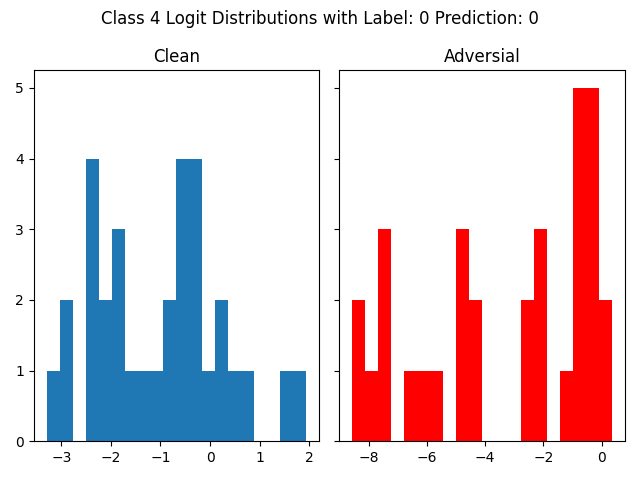 Class 4 Logit Distributions with Label: 0 Prediction: 0
Clean
Adversial
5
4
3
2
1
0
−3 −2 −1 0 1 2
−8 −6 −4 −2 0